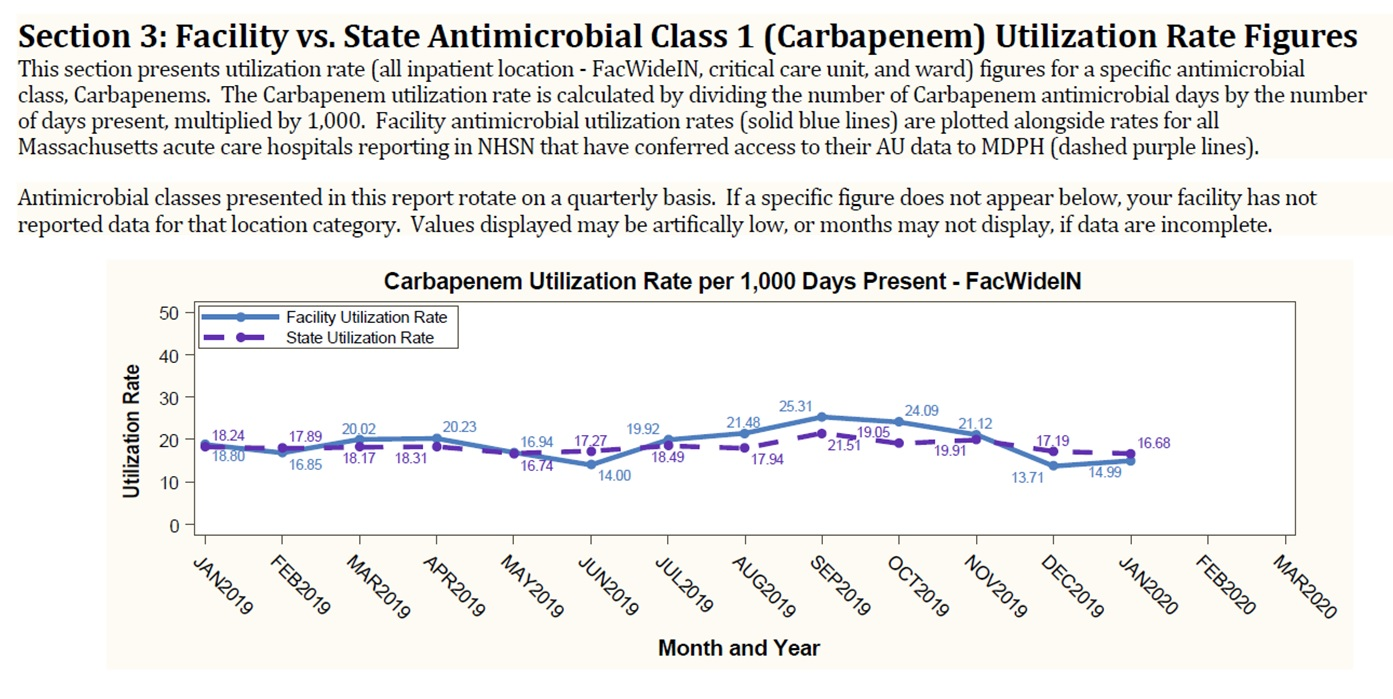 Section 3: Facility vs. State Antimicrobial Class 1 (Carbapenem) Utilization Rate Figures
This section presents utilization rate (all inpatient location - FacWideIN, critical care unit, and ward) figures for a specific antimicrobial
class, Carbapenems. The Carbapenem utilization rate is calculated by dividing the number of Carbapenem antimicrobial days by the number
of days present, multiplied by 1,000. Facility antimicrobial utilization rates (solid blue lines) are plotted alongside rates for all
Massachusetts acute care hospitals reporting in NHSN that have conferred access to their AU data to MDPH (dashed purple lines).
Antimicrobial classes presented in this report rotate on a quarterly basis. If a specific figure does not appear below, your facility has not
reported data for that location category. Values displayed may be artifically low, or months may not display, if data are incomplete.
Carbapenem Utilization Rate per 1,000 Days Present - FacWideIN
Utilization Rate
50
40
30
20
10
0
Facility Utilization Rate
State Utilization Rate
18.24
18.80
17.89
16.85
20.02
18.17
20.23
18.31
16.94
16.74
17.27
14.00
19.92
18.49
21.48
17.94
25.31
21.51
24.09
19.05
21.12
19.91
17.19
13.71
16.68
14.99
JAN2019
FEB2019
MAR2019
APR2019
MAY2019
JUN2019
JUL2019
AUG2019
SEP2019
OCT2019
NOV2019
DEC2019
JAN2020
FEB2020
MAR2020
Month and Year